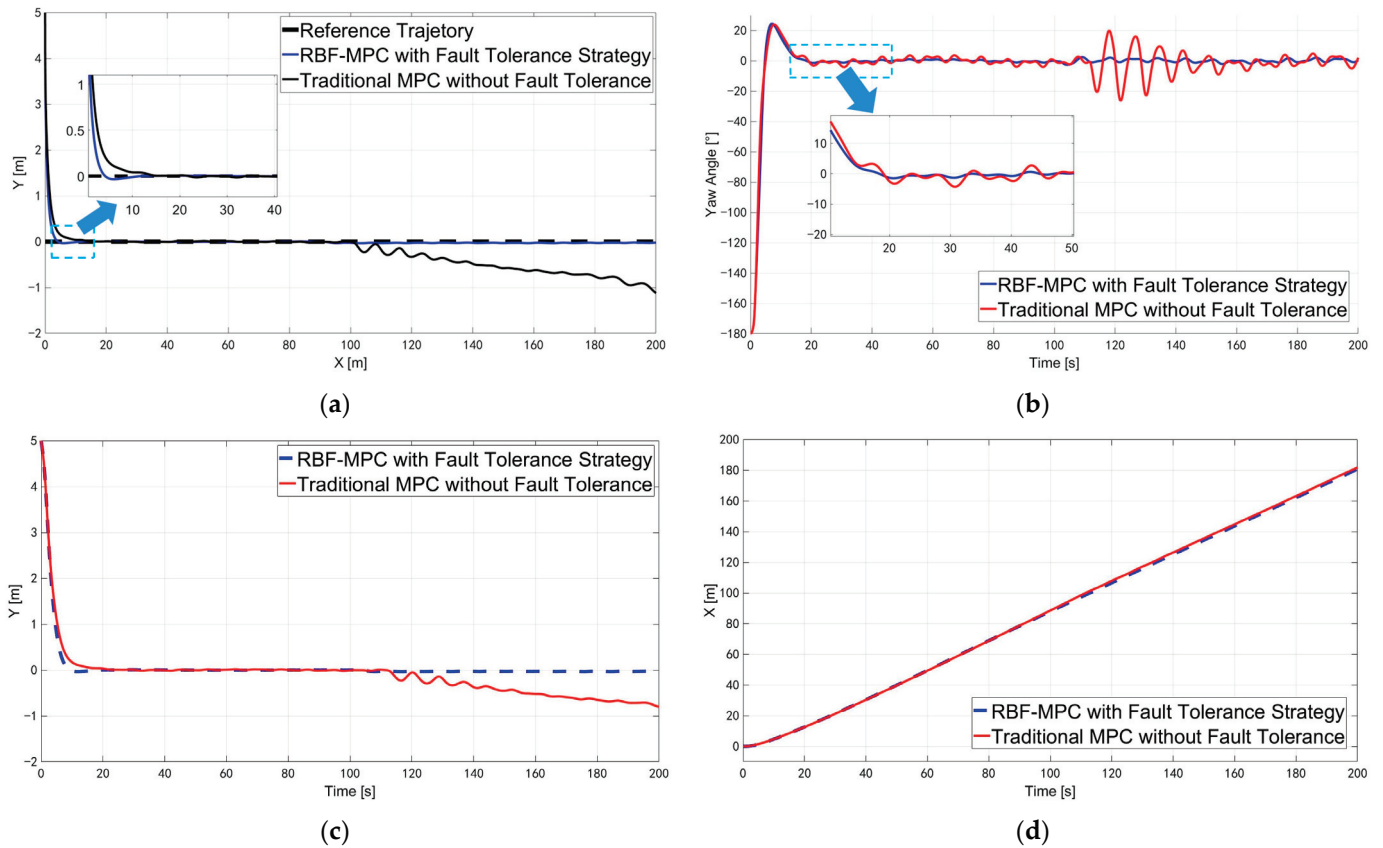 5
4
3
2
1
0
−1
−2
Y [m]
Reference Trajetory
RBF-MPC with Fault Tolerance Strategy
Traditional MPC without Fault Tolerance
1
0.5
0
10 20 30 40
0 20 40 60 80 100 120 140 160 180 200
X [m]
(a)
20
0
−20
−40
−60
−80
−100
−120
−140
−160
−180
Yaw Angle [°]
10
0
−10
−20
10 20 30 40 50
RBF-MPC with Fault Tolerance Strategy
Traditional MPC without Fault Tolerance
0 20 40 60 80 100 120 140 160 180 200
Time [s]
(b)
5
4
3
2
1
0
−1
−2
Y [m]
RBF-MPC with Fault Tolerance Strategy
Traditional MPC without Fault Tolerance
0 20 40 60 80 100 120 140 160 180 200
Time [s]
(c)
200
180
160
140
120
100
80
60
40
20
0
X [m]
RBF-MPC with Fault Tolerance Strategy
Traditional MPC without Fault Tolerance
0 20 40 60 80 100 120 140 160 180 200
Time [s]
(d)